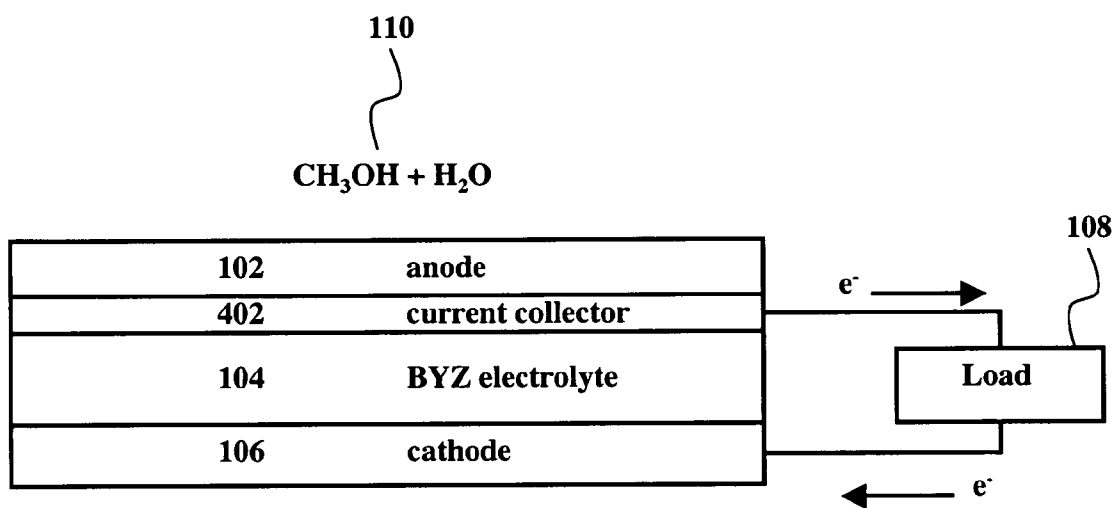 110
CH₃OH + H₂O
108
102 anode
e⁻
402 current collector
104 BYZ electrolyte
Load
106 cathode
e⁻